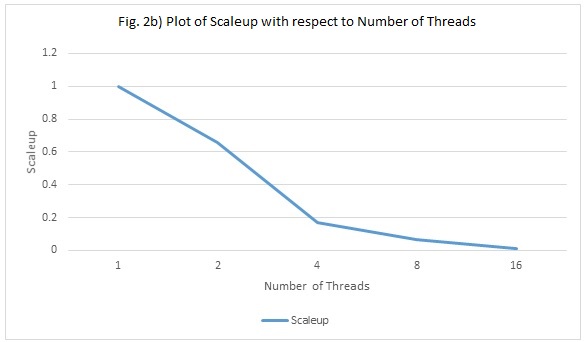 Fig. 2b) Plot of Scaleup with respect to Number of Threads
1.2
1
0.8
0.6
0.4
0.2
0
Scaleup
1 2 4 8 16
Number of Threads
Scaleup